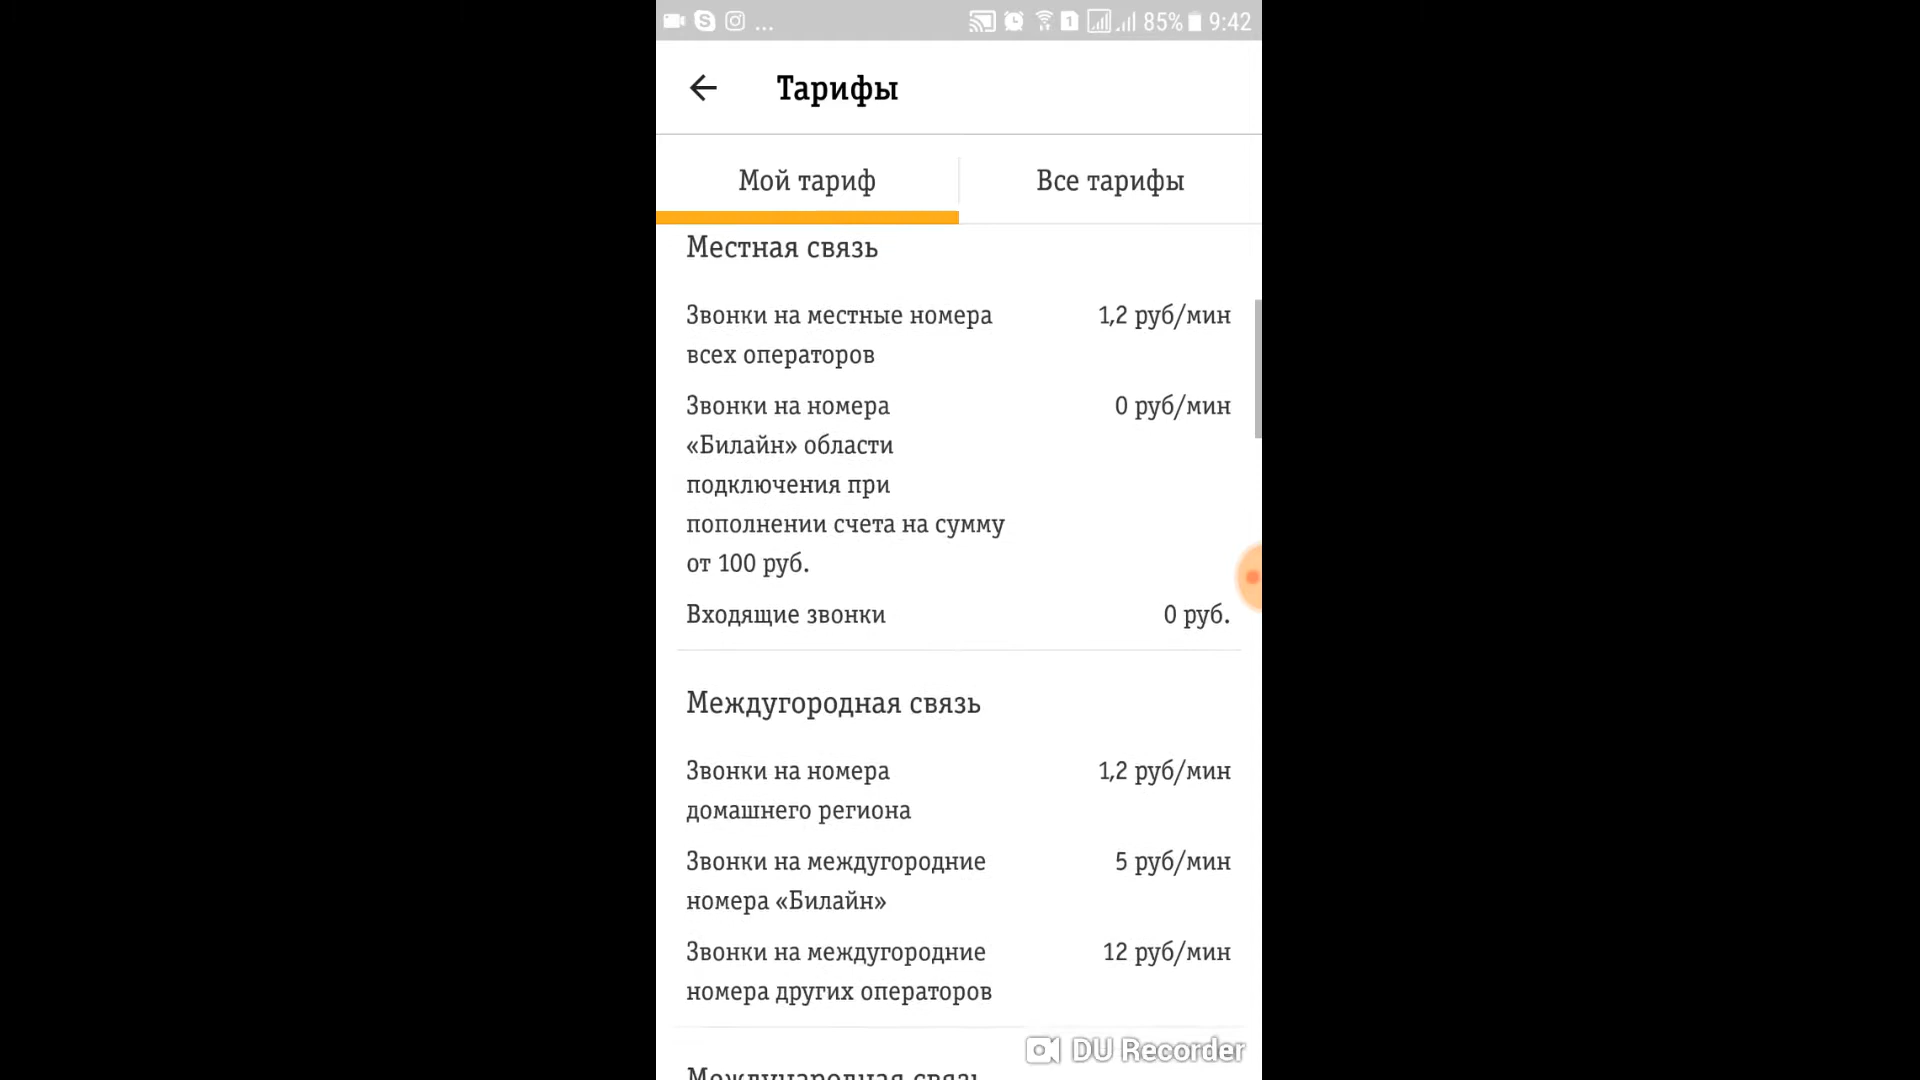 ... 1 85% 9:42
Тарифы
Мой тариф Все тарифы
Местная связь
Звонки на местные номера 1,2 руб/мин
всех операторов
Звонки на номера 0 руб/мин
«Билайн» области
подключения при
пополнении счета на сумму
от 100 руб.
Входящие звонки 0 руб.
Междугородная связь
Звонки на номера 1,2 руб/мин
домашнего региона
Звонки на междугородние 5 руб/мин
номера «Билайн»
Звонки на междугородние 12 руб/мин
номера других операторов
DU Recorder
Международная связь